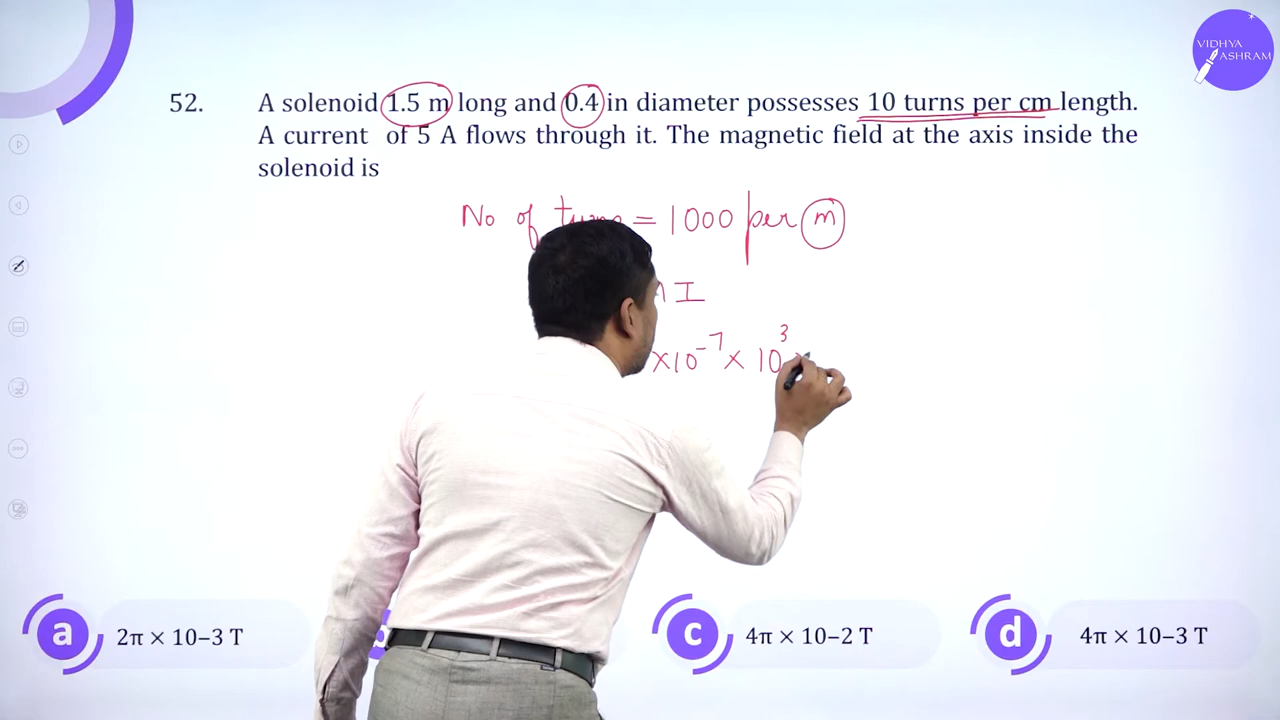 VIDHYA
ASHRAM
52. A solenoid 1.5 m long and 0.4 in diameter possesses 10 turns per cm length.
A current of 5 A flows through it. The magnetic field at the axis inside the
solenoid is
No of turns = 1000 per m
I
×10⁻⁷ × 10³
a 2π × 10–3 T
c 4π × 10–2 T
d 4π × 10–3 T